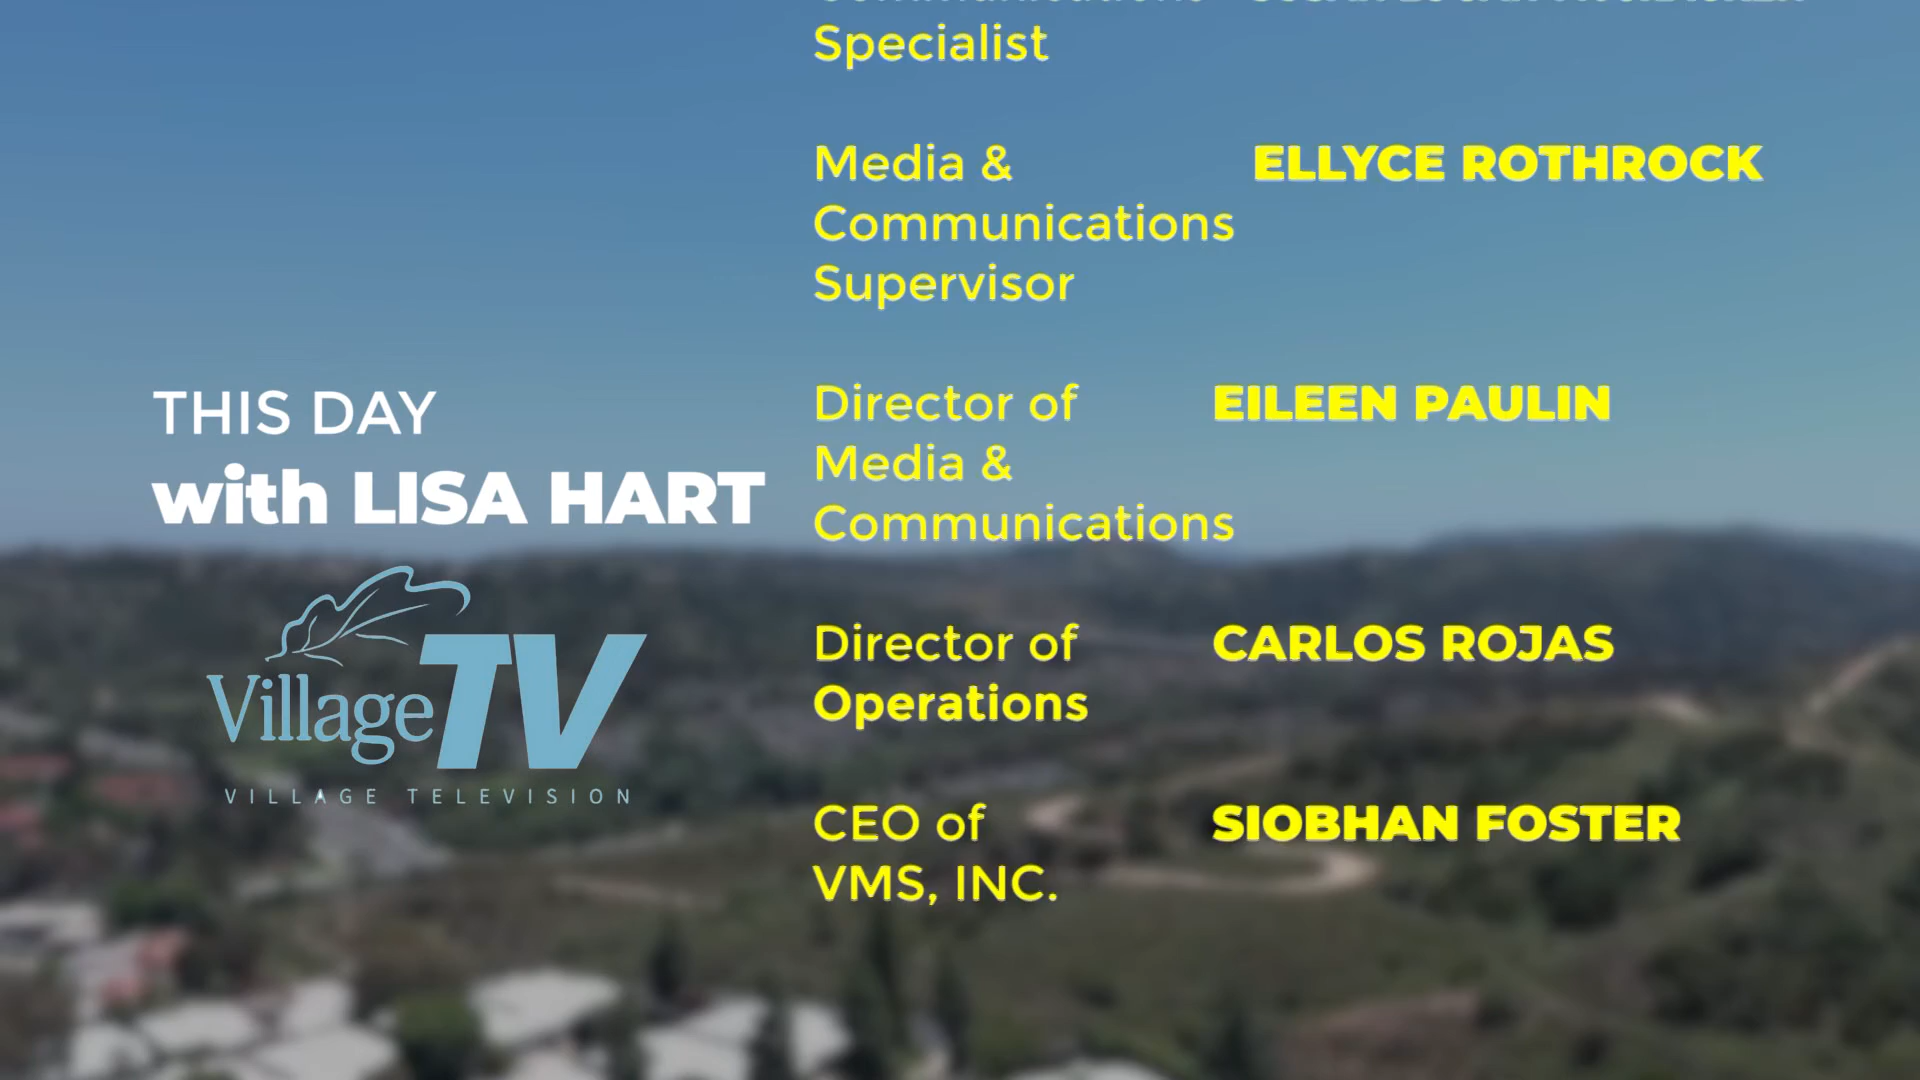 Specialist
Media & ELLYCE ROTHROCK
Communications
Supervisor
THIS DAY
with LISA HART
Director of EILEEN PAULIN
Media &
Communications
Village TV
VILLAGE TELEVISION
Director of CARLOS ROJAS
Operations
CEO of SIOBHAN FOSTER
VMS, INC.